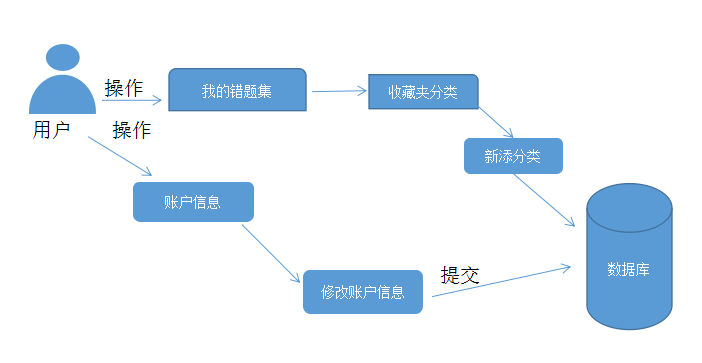 操作
我的错题集
收藏夹分类
用户
操作
新添分类
账户信息
数据库
提交
修改账户信息